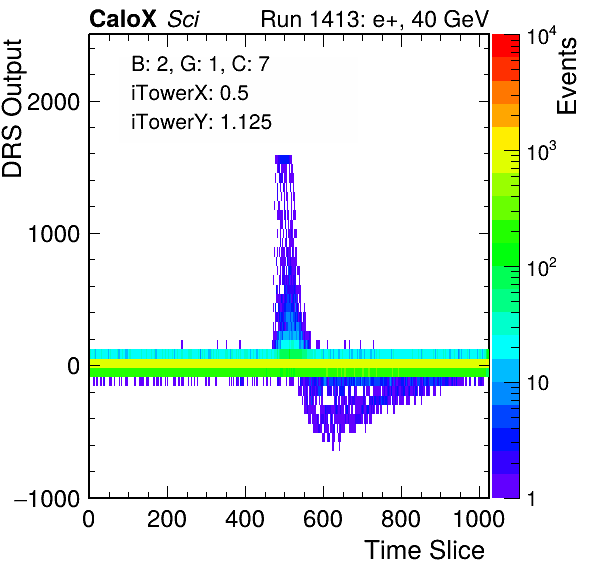 CaloX Sci Run 1413: e+, 40 GeV
B: 2, G: 1, C: 7
iTowerX: 0.5
iTowerY: 1.125
DRS Output
2000
1000
0
−1000
0 200 400 600 800 1000
Time Slice
Events
10^4
10^3
10^2
10
1